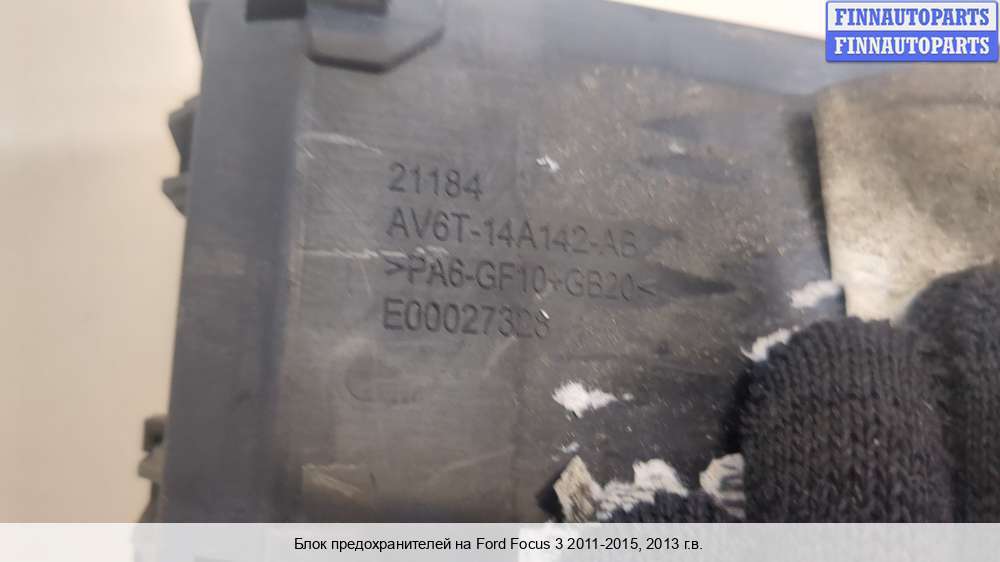 FINNAUTOPARTS
FINNAUTOPARTS
21184
AV6T-14A142-AB
>PA6-GF10+GB20<
E00027328
Блок предохранителей на Ford Focus 3 2011-2015, 2013 г.в.